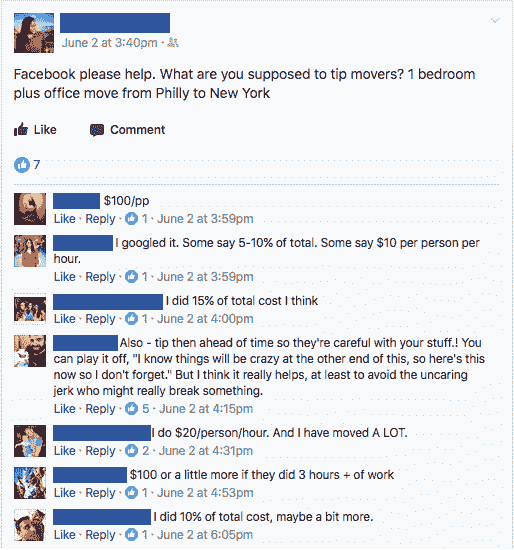 June 2 at 3:40pm ·
Facebook please help. What are you supposed to tip movers? 1 bedroom
plus office move from Philly to New York
Like Comment
7
$100/pp
Like · Reply · 1 · June 2 at 3:59pm
I googled it. Some say 5-10% of total. Some say $10 per person per
hour.
Like · Reply · 1 · June 2 at 3:59pm
I did 15% of total cost I think
Like · Reply · 1 · June 2 at 4:00pm
Also - tip then ahead of time so they're careful with your stuff.! You
can play it off, "I know things will be crazy at the other end of this, so here's this
now so I don't forget." But I think it really helps, at least to avoid the uncaring
jerk who might really break something.
Like · Reply · 5 · June 2 at 4:15pm
I do $20/person/hour. And I have moved A LOT.
Like · Reply · 2 · June 2 at 4:31pm
$100 or a little more if they did 3 hours + of work
Like · Reply · 1 · June 2 at 4:53pm
I did 10% of total cost, maybe a bit more.
Like · Reply · 1 · June 2 at 6:05pm